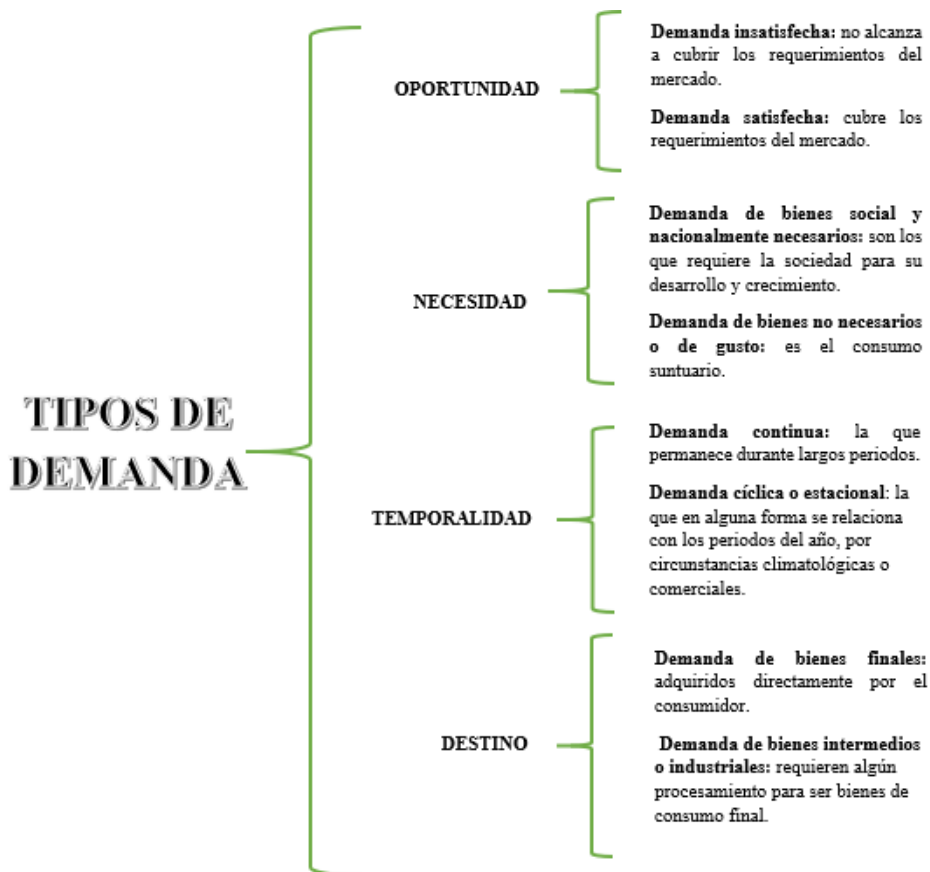 TIPOS DE
DEMANDA
OPORTUNIDAD
Demanda insatisfecha: no alcanza
a cubrir los requerimientos del
mercado.
Demanda satisfecha: cubre los
requerimientos del mercado.
NECESIDAD
Demanda de bienes social y
nacionalmente necesarios: son los
que requiere la sociedad para su
desarrollo y crecimiento.
Demanda de bienes no necesarios
o de gusto: es el consumo
suntuario.
TEMPORALIDAD
Demanda continua: la que
permanece durante largos periodos.
Demanda cíclica o estacional: la
que en alguna forma se relaciona
con los periodos del año, por
circunstancias climatológicas o
comerciales.
DESTINO
Demanda de bienes finales:
adquiridos directamente por el
consumidor.
Demanda de bienes intermedios
o industriales: requieren algún
procesamiento para ser bienes de
consumo final.